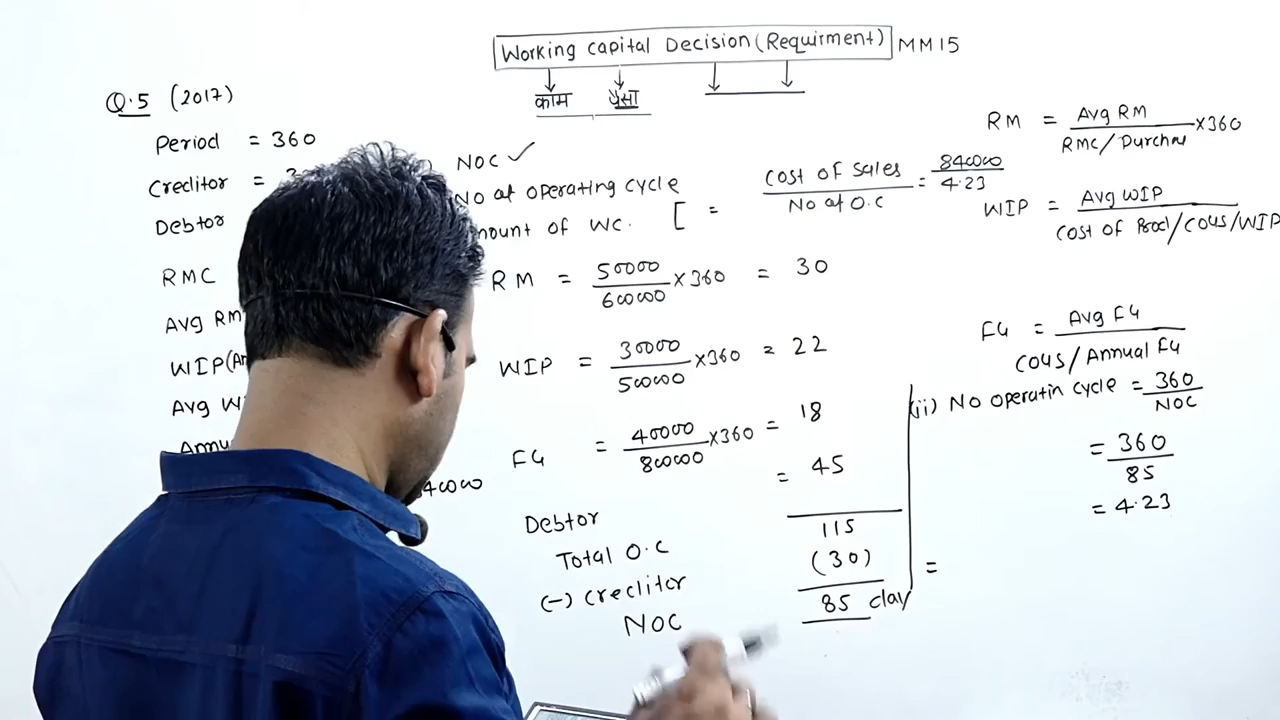 Working capital Decision (Requirment) MM15
काम पैसा
Q.5 (2017)
Period = 360
Creditor =
Debtor
RMC
Avg RM
WIP(An
Avg W
Annu
40000
NOC ✓
No of operating cycle
mount of WC. [ = Cost of Sales / No of O.C = 840000 / 4.23
RM = 50000 / 600000 ×360 = 30
WIP = 30000 / 500000 ×360 = 22
FG = 40000 / 800000 ×360 = 18
Debtor = 45
Total O.C 115
(-) Creditor (30)
NOC 85 day
RM = Avg RM / RMC/Purchas ×360
WIP = Avg WIP / Cost of Prod/COGS/WIP
FG = Avg FG / COGS/Annual FG
(ii) No operatin cycle = 360 / NOC
= 360 / 85
= 4.23
=